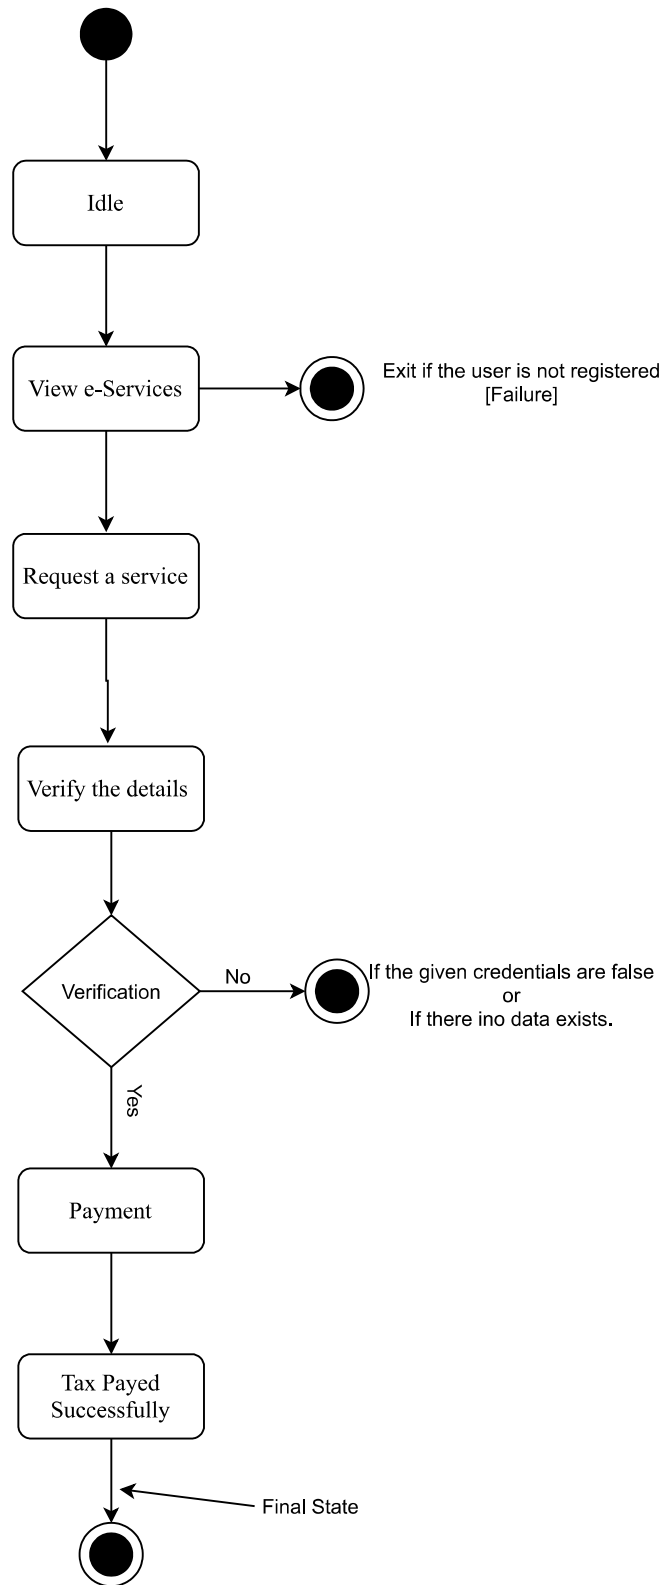 Idle
View e-Services
Exit if the user is not registered
[Failure]
Request a service
Verify the details
Verification
No
If the given credentials are false
or
If there ino data exists.
Yes
Payment
Tax Payed
Successfully
Final State